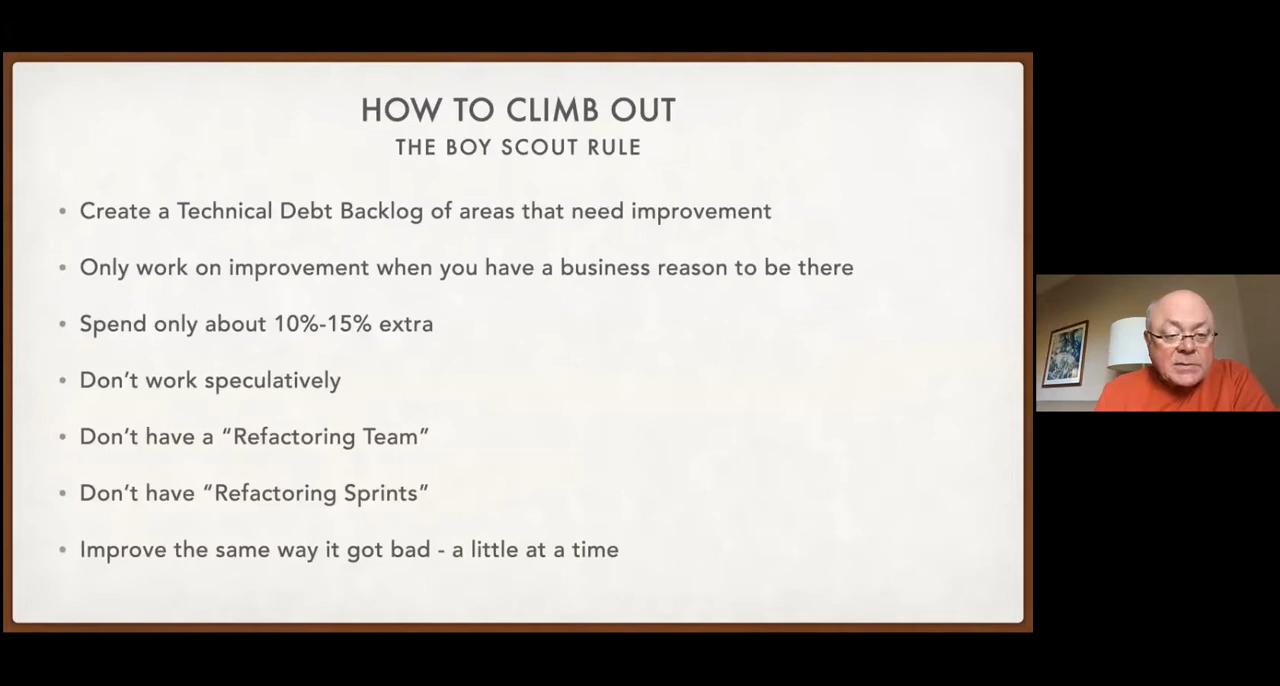 HOW TO CLIMB OUT
THE BOY SCOUT RULE
• Create a Technical Debt Backlog of areas that need improvement
• Only work on improvement when you have a business reason to be there
• Spend only about 10%-15% extra
• Don’t work speculatively
• Don’t have a “Refactoring Team”
• Don’t have “Refactoring Sprints”
• Improve the same way it got bad - a little at a time